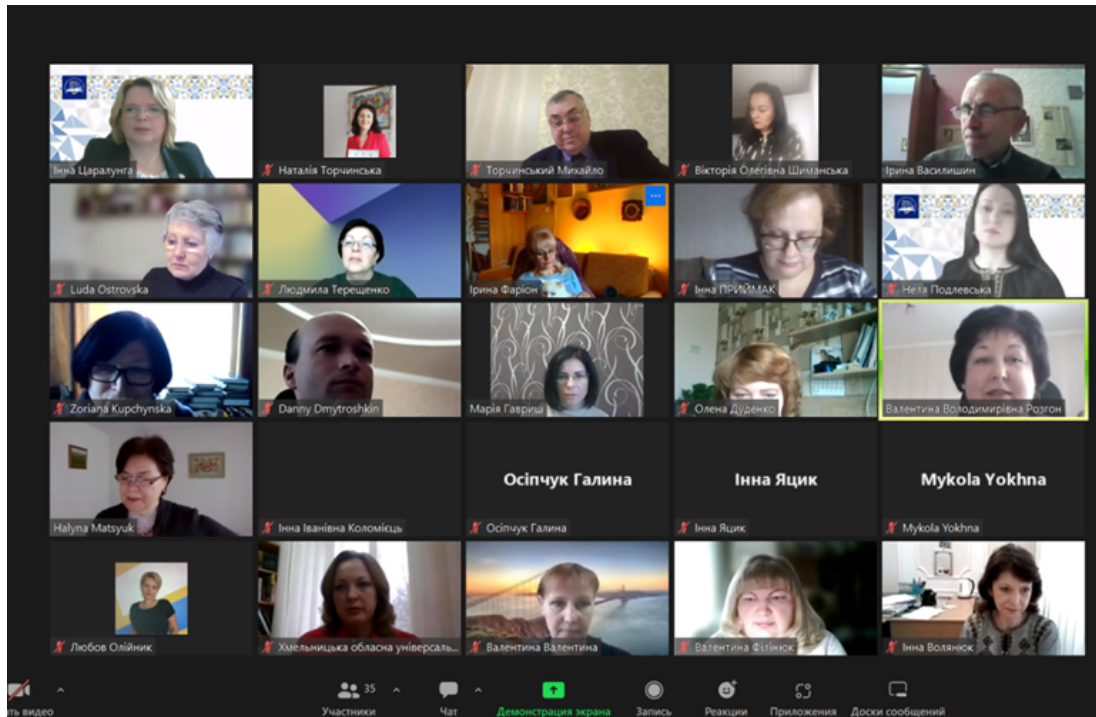 Інна Царалунга
Наталія Торчинська
Торчинський Михайло
Вікторія Олегівна Шиманська
Ірина Василишин
Luda Ostrovska
Людмила Терещенко
Ірина Фаріон
Інна ПРИЙМАК
Неля Подлевська
Zoriana Kupchynska
Danny Dmytroshkin
Марія Гавриш
Олена Дуденко
Валентина Володимирівна Розгон
Halyna Matsyuk
Інна Іванівна Коломієць
Осіпчук Галина
Осіпчук Галина
Інна Яцик
Інна Яцик
Mykola Yokhna
Mykola Yokhna
Любов Олійник
Хмельницька обласна універсаль...
Валентина Валентина
Валентина Філінюк
Інна Волянюк
ать видео
35
Участники
Чат
Демонстрация экрана
Запись
Реакции
Приложения
Доски сообщений